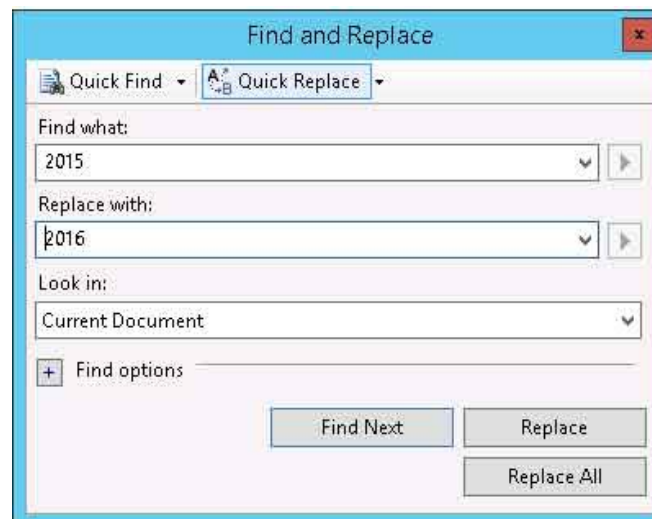 Find and Replace
x
Quick Find Quick Replace
Find what:
2015
Replace with:
2016
Look in:
Current Document
+ Find options
Find Next Replace
Replace All